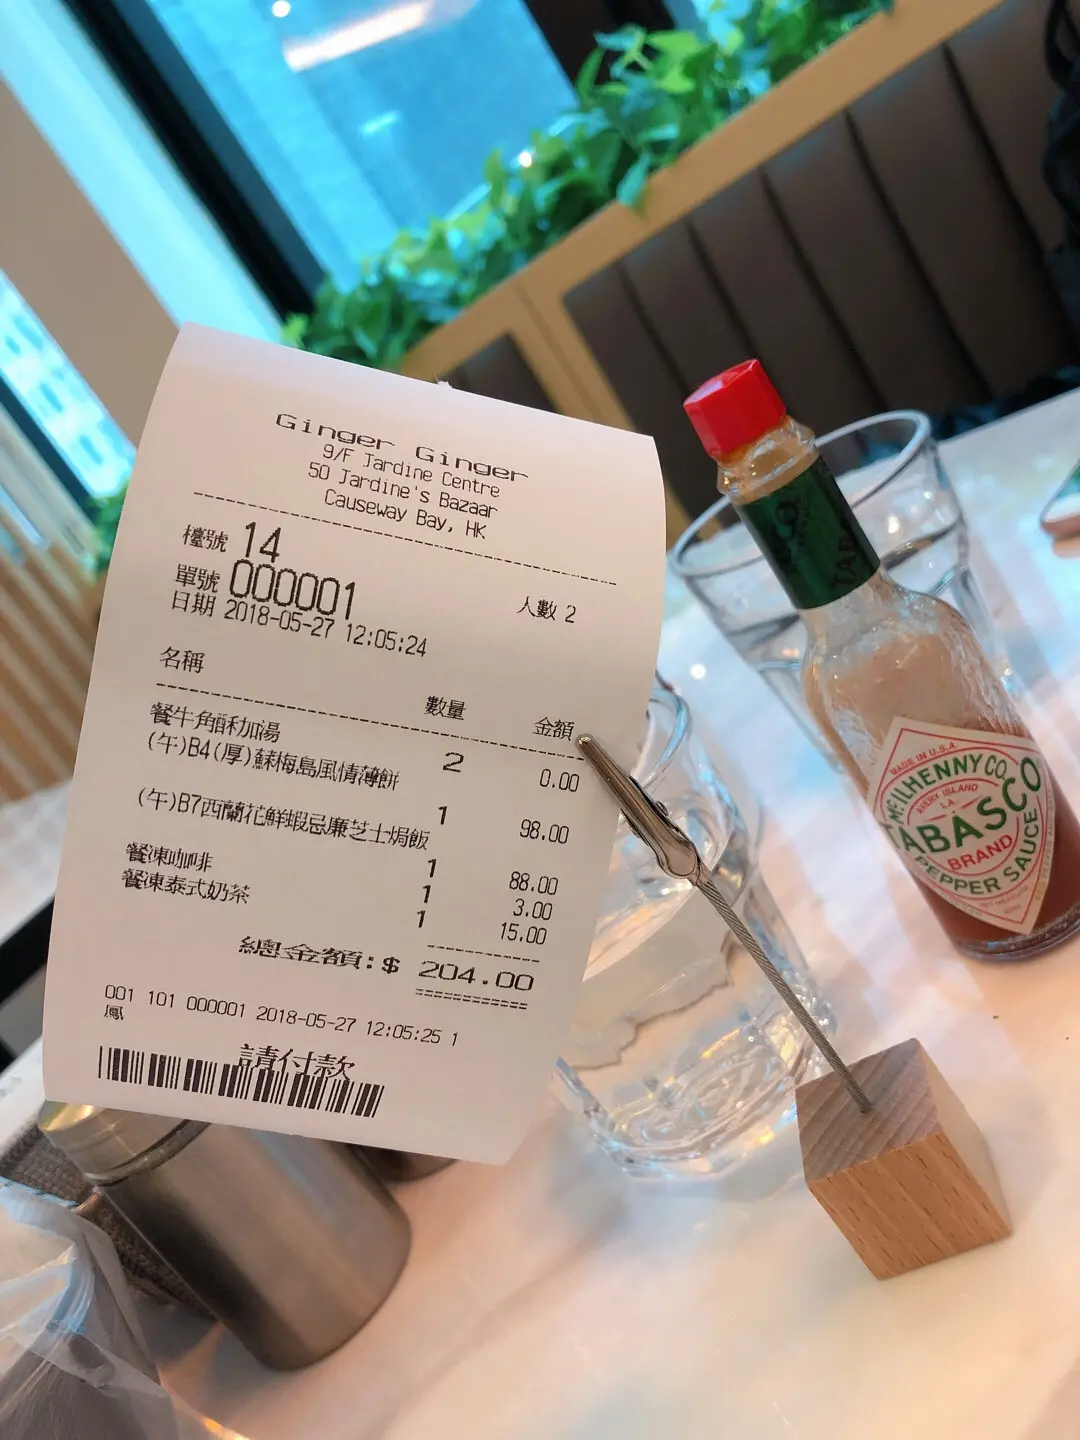 Ginger Ginger
9/F Jardine Centre
50 Jardine's Bazaar
Causeway Bay, HK
檯號 14
單號 000001 人數 2
日期 2018-05-27 12:05:24
名稱 數量 金額
餐牛角酥加湯 2 0.00
(午)B4(厚)蘇梅島風情薄餅 1 98.00
(午)B7西蘭花鮮蝦忌廉芝士焗飯 1 88.00
餐凍咖啡 1 3.00
餐凍泰式奶茶 1 15.00
總金額:$ 204.00
001 101 000001 2018-05-27 12:05:25 1
鳳
請付款
MADE IN U.S.A.
McILHENNY CO.
AVERY ISLAND
LA.
TABASCO
BRAND
PEPPER SAUCE